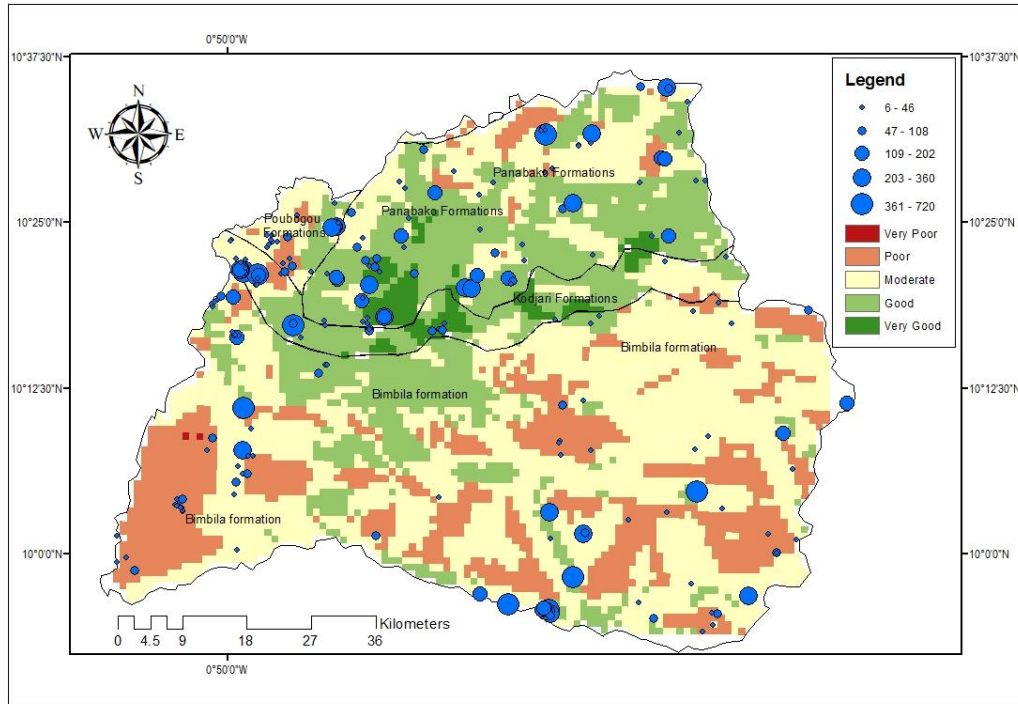 0°50'0"W
10°37'30"N
10°37'30"N
N
W
E
S
Legend
6 - 46
47 - 108
109 - 202
203 - 360
361 - 720
Very Poor
Poor
Moderate
Good
Very Good
Panabako Formations
Panabako Formations
Poubogou
Formations
10°25'0"N
10°25'0"N
Kodjari Formations
Bimbila formation
10°12'30"N
10°12'30"N
Bimbila formation
Bimbila formation
10°0'0"N
10°0'0"N
Kilometers
0 4.5 9 18 27 36
0°50'0"W